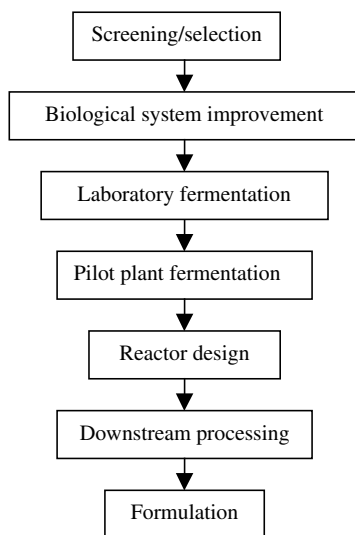 Screening/selection
Biological system improvement
Laboratory fermentation
Pilot plant fermentation
Reactor design
Downstream processing
Formulation